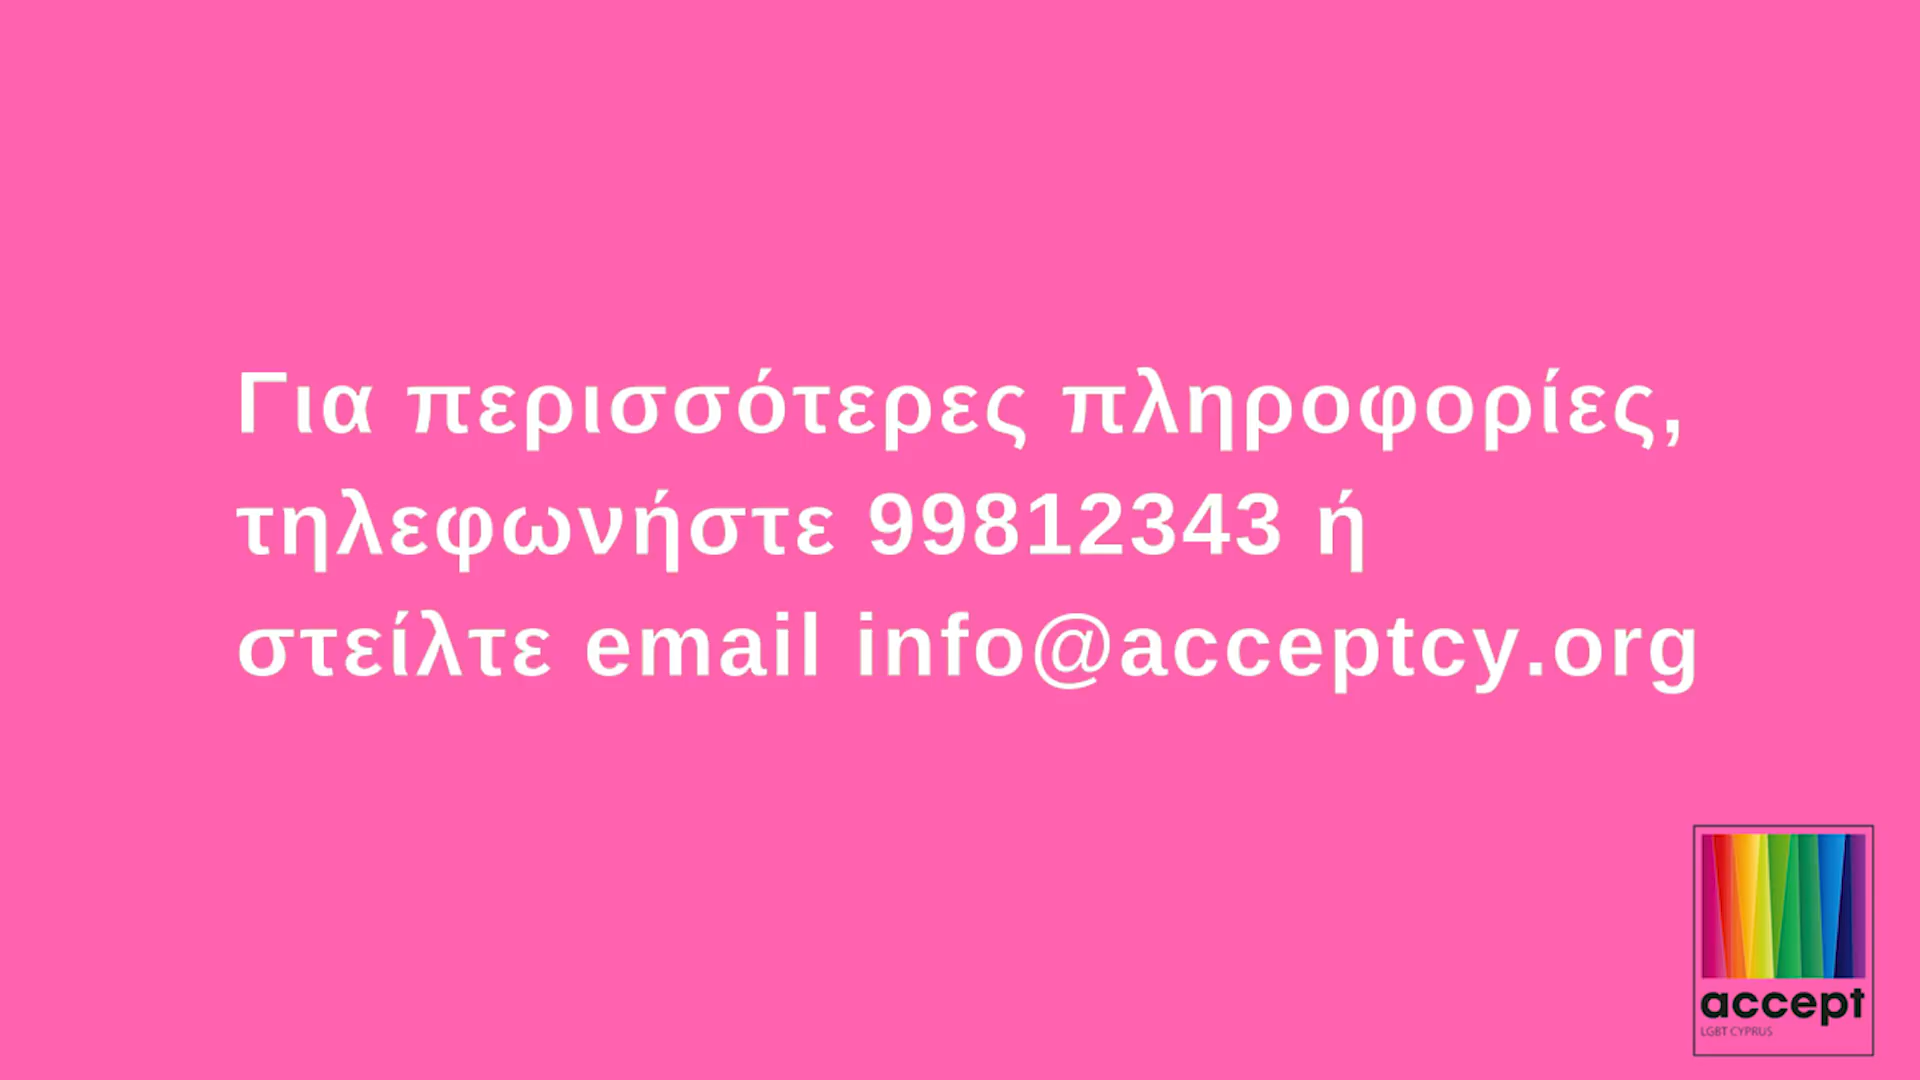 Για περισσότερες πληροφορίες,
τηλεφωνήστε 99812343 ή
στείλτε email info@acceptcy.org
accept
LGBT CYPRUS